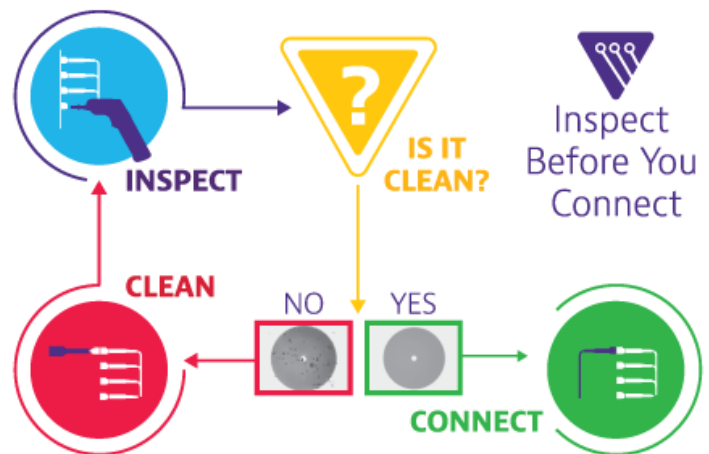 INSPECT
?
IS IT
CLEAN?
Inspect
Before You
Connect
CLEAN
NO
YES
CONNECT